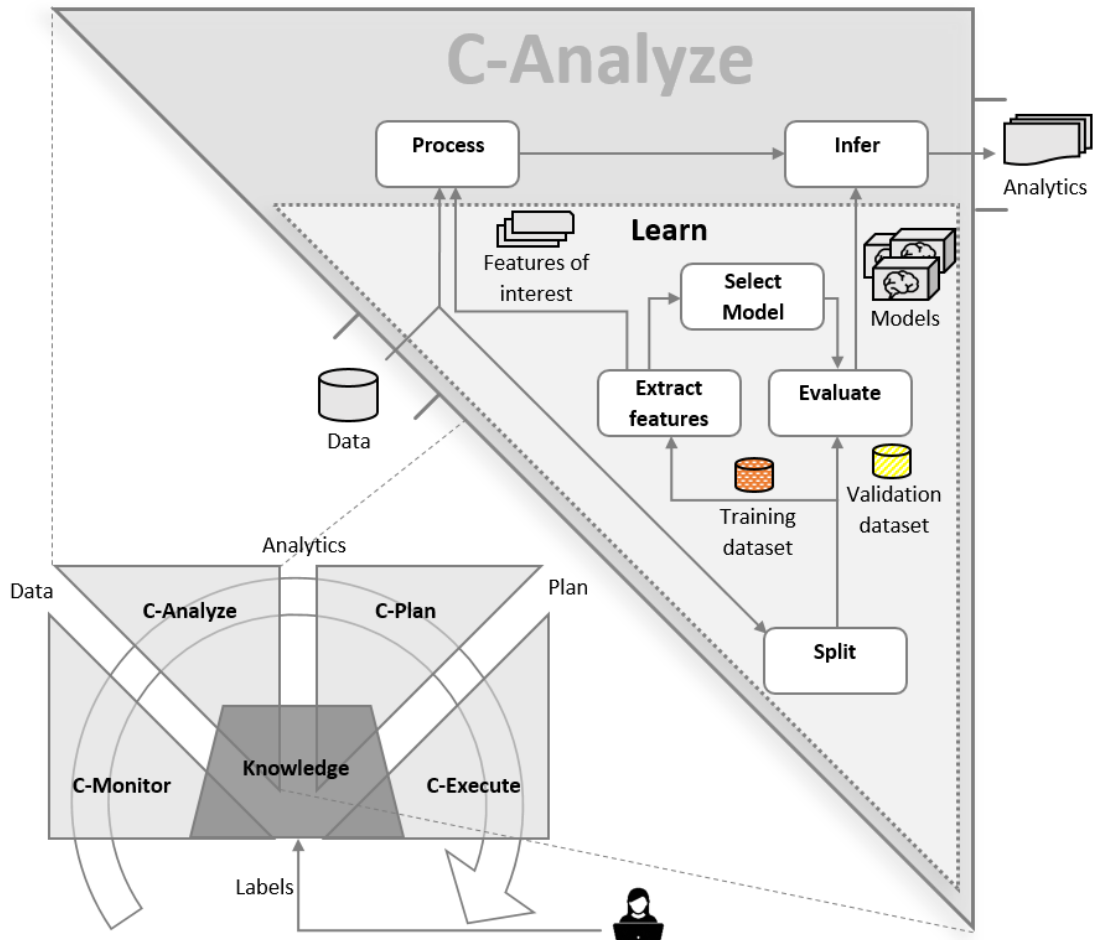 C-Analyze
Process
Infer
Analytics
Learn
Features of
interest
Select
Model
Models
Extract
features
Evaluate
Data
Training
dataset
Validation
dataset
Split
Analytics
Data
C-Analyze
C-Plan
Plan
C-Monitor
Knowledge
C-Execute
Labels